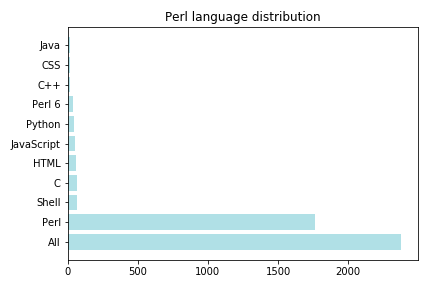 Perl language distribution
Java
CSS
C++
Perl 6
Python
JavaScript
HTML
C
Shell
Perl
All
0 500 1000 1500 2000